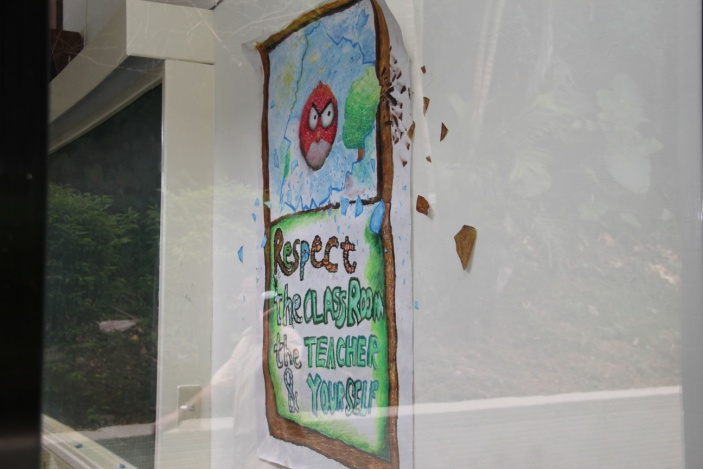 Respect
the CLASSROOM
the TEACHER
& YOURSELF